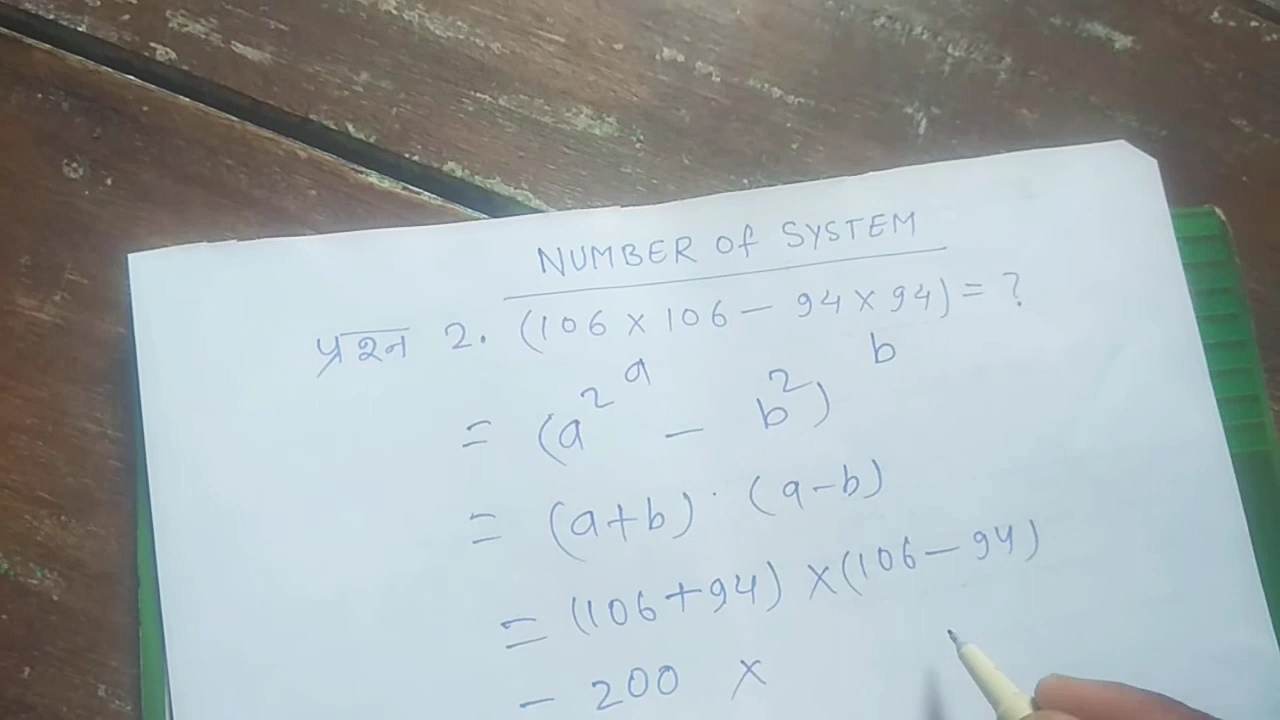 NUMBER Of SYSTEM
प्रश्न 2. (106 × 106 − 94 × 94) = ?
a b
= (a² − b²)
= (a+b) · (a−b)
= (106+94) × (106−94)
− 200 ×